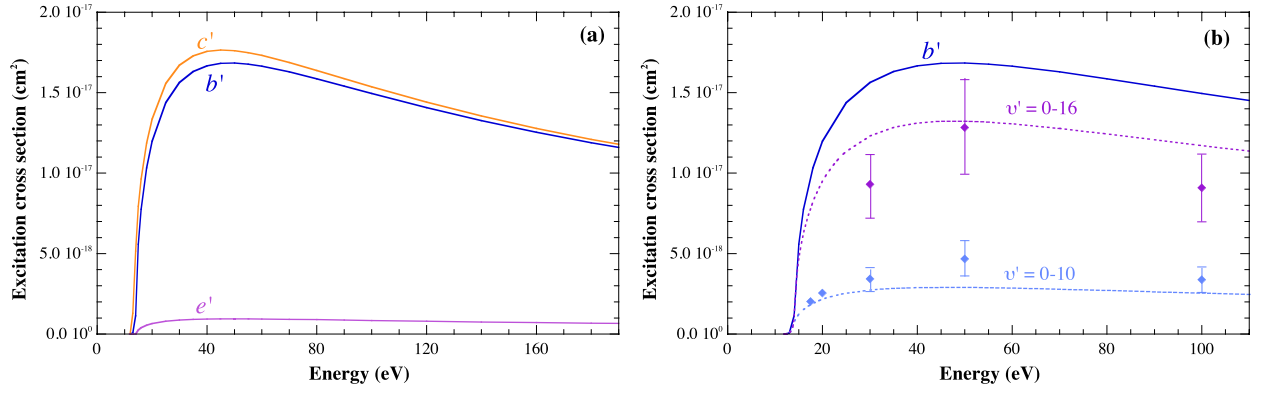 2.0 10⁻¹⁷
1.5 10⁻¹⁷
1.0 10⁻¹⁷
5.0 10⁻¹⁸
0.0 10⁰
Excitation cross section (cm²)
0 40 80 120 160
Energy (eV)
(a)
c'
b'
e'
2.0 10⁻¹⁷
1.5 10⁻¹⁷
1.0 10⁻¹⁷
5.0 10⁻¹⁸
0.0 10⁰
Excitation cross section (cm²)
0 20 40 60 80 100
Energy (eV)
(b)
b'
υ' = 0-16
υ' = 0-10